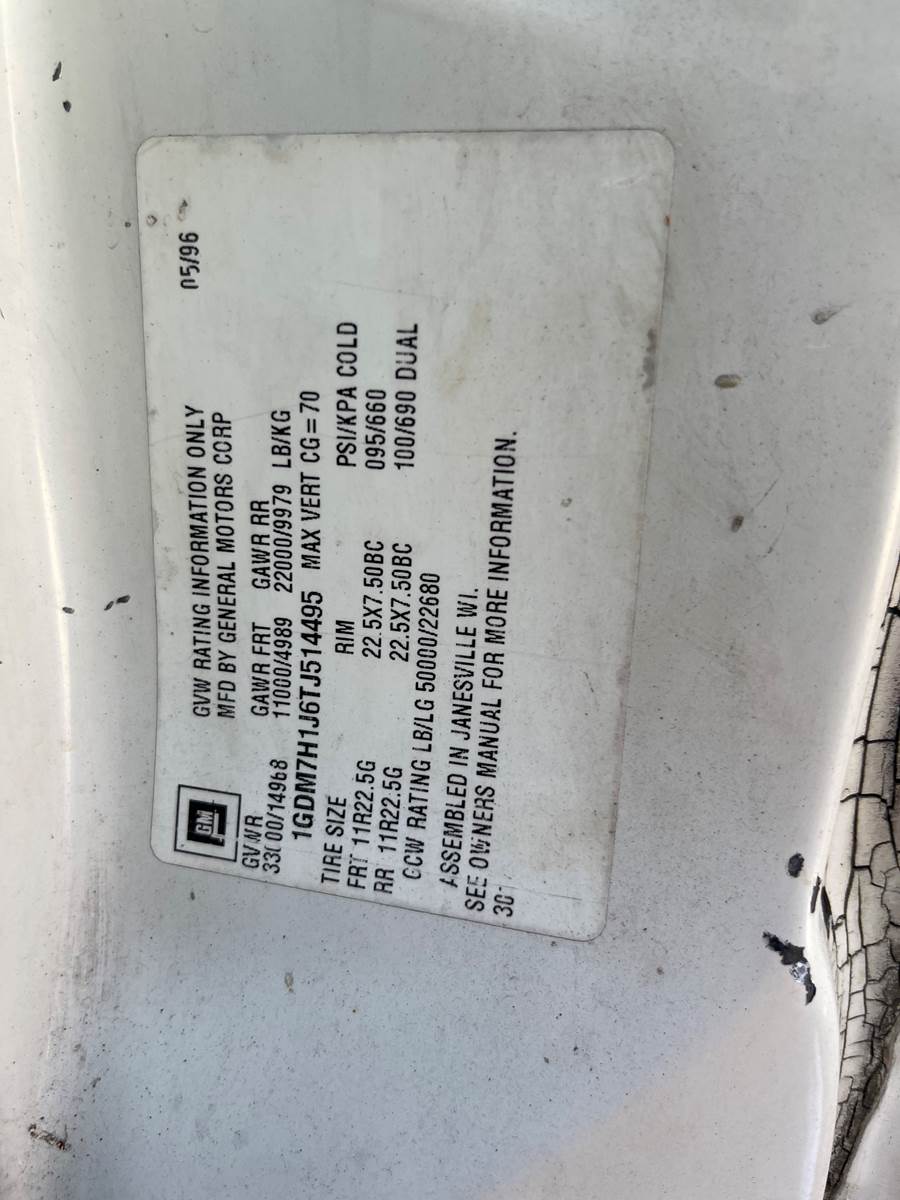 GM
GVW RATING INFORMATION ONLY 05/96
MFD BY GENERAL MOTORS CORP
GVWR GAWR FRT GAWR RR
33000/14968 11000/4989 22000/9979 LB/KG
1GDM7H1J6TJ514495 MAX VERT CG=70
TIRE SIZE RIM PSI/KPA COLD
FRT 11R22.5G 22.5X7.50BC 095/660
RR 11R22.5G 22.5X7.50BC 100/690 DUAL
GCW RATING LB/LG 50000/22680
ASSEMBLED IN JANESVILLE WI.
SEE OWNERS MANUAL FOR MORE INFORMATION.